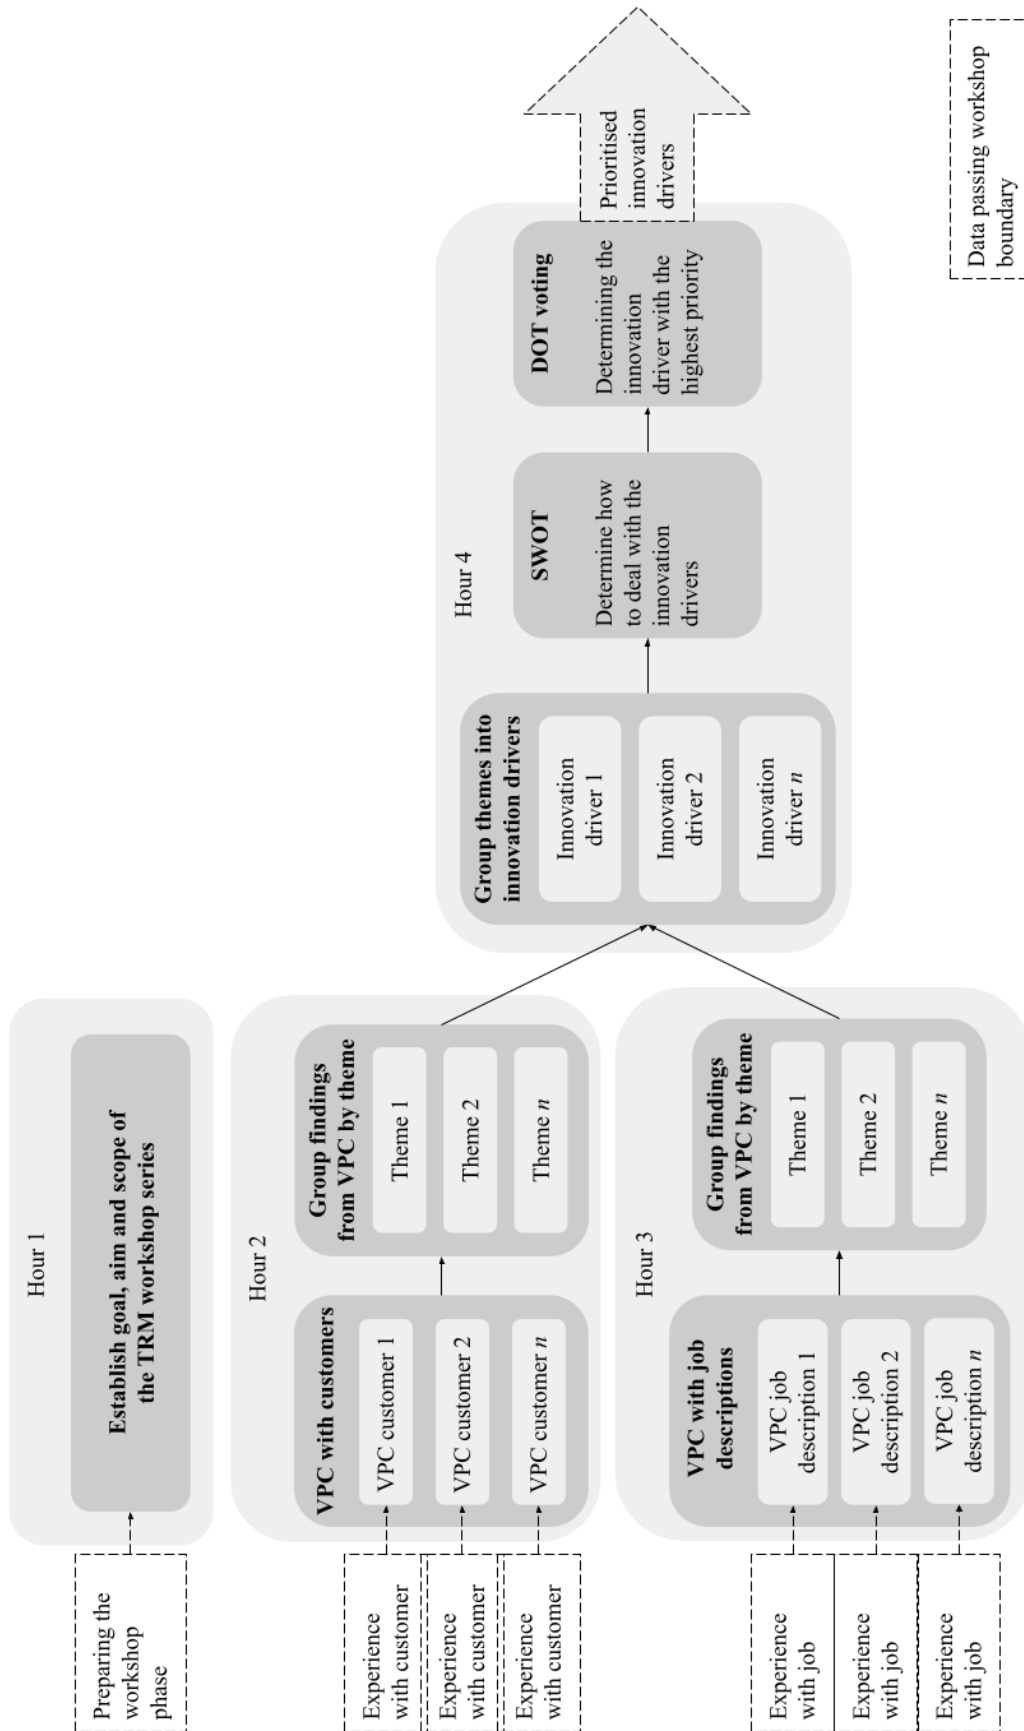 Hour 1
Preparing the
workshop
phase
Establish goal, aim and scope of
the TRM workshop series
Hour 2
Experience
with customer
Experience
with customer
Experience
with customer
VPC with customers
VPC customer 1
VPC customer 2
VPC customer n
Group findings
from VPC by theme
Theme 1
Theme 2
Theme n
Hour 3
Experience
with job
Experience
with job
Experience
with job
VPC with job
descriptions
VPC job
description 1
VPC job
description 2
VPC job
description n
Group findings
from VPC by theme
Theme 1
Theme 2
Theme n
Hour 4
Group themes into
innovation drivers
Innovation
driver 1
Innovation
driver 2
Innovation
driver n
SWOT
Determine how
to deal with the
innovation
drivers
DOT voting
Determining the
innovation
driver with the
highest priority
Prioritised
innovation
drivers
Data passing workshop
boundary